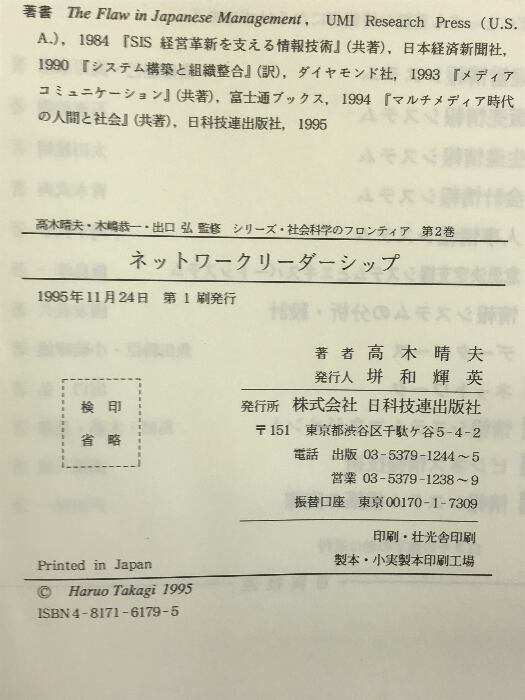 著書 The Flaw in Japanese Management, UMI Research Press (U.S.
A.), 1984 『SIS 経営革新を支える情報技術』(共著), 日本経済新聞社,
1990 『システム構築と組織整合』(訳), ダイヤモンド社, 1993 『メディア
コミュニケーション』(共著), 富士通ブックス, 1994 『マルチメディア時代
の人間と社会』(共著), 日科技連出版社, 1995
高木晴夫・木嶋恭一・出口 弘 監修 シリーズ・社会科学のフロンティア 第2巻
ネットワークリーダーシップ
1995年11月24日 第1刷発行
著者 高木晴夫
発行人 垪和輝英
検印
省略
発行所 株式会社 日科技連出版社
〒151 東京都渋谷区千駄ケ谷5-4-2
電話 出版 03-5379-1244～5
営業 03-5379-1238～9
振替口座 東京00170-1-7309
印刷・壮光舎印刷
製本・小実製本印刷工場
Printed in Japan
© Haruo Takagi 1995
ISBN4-8171-6179-5